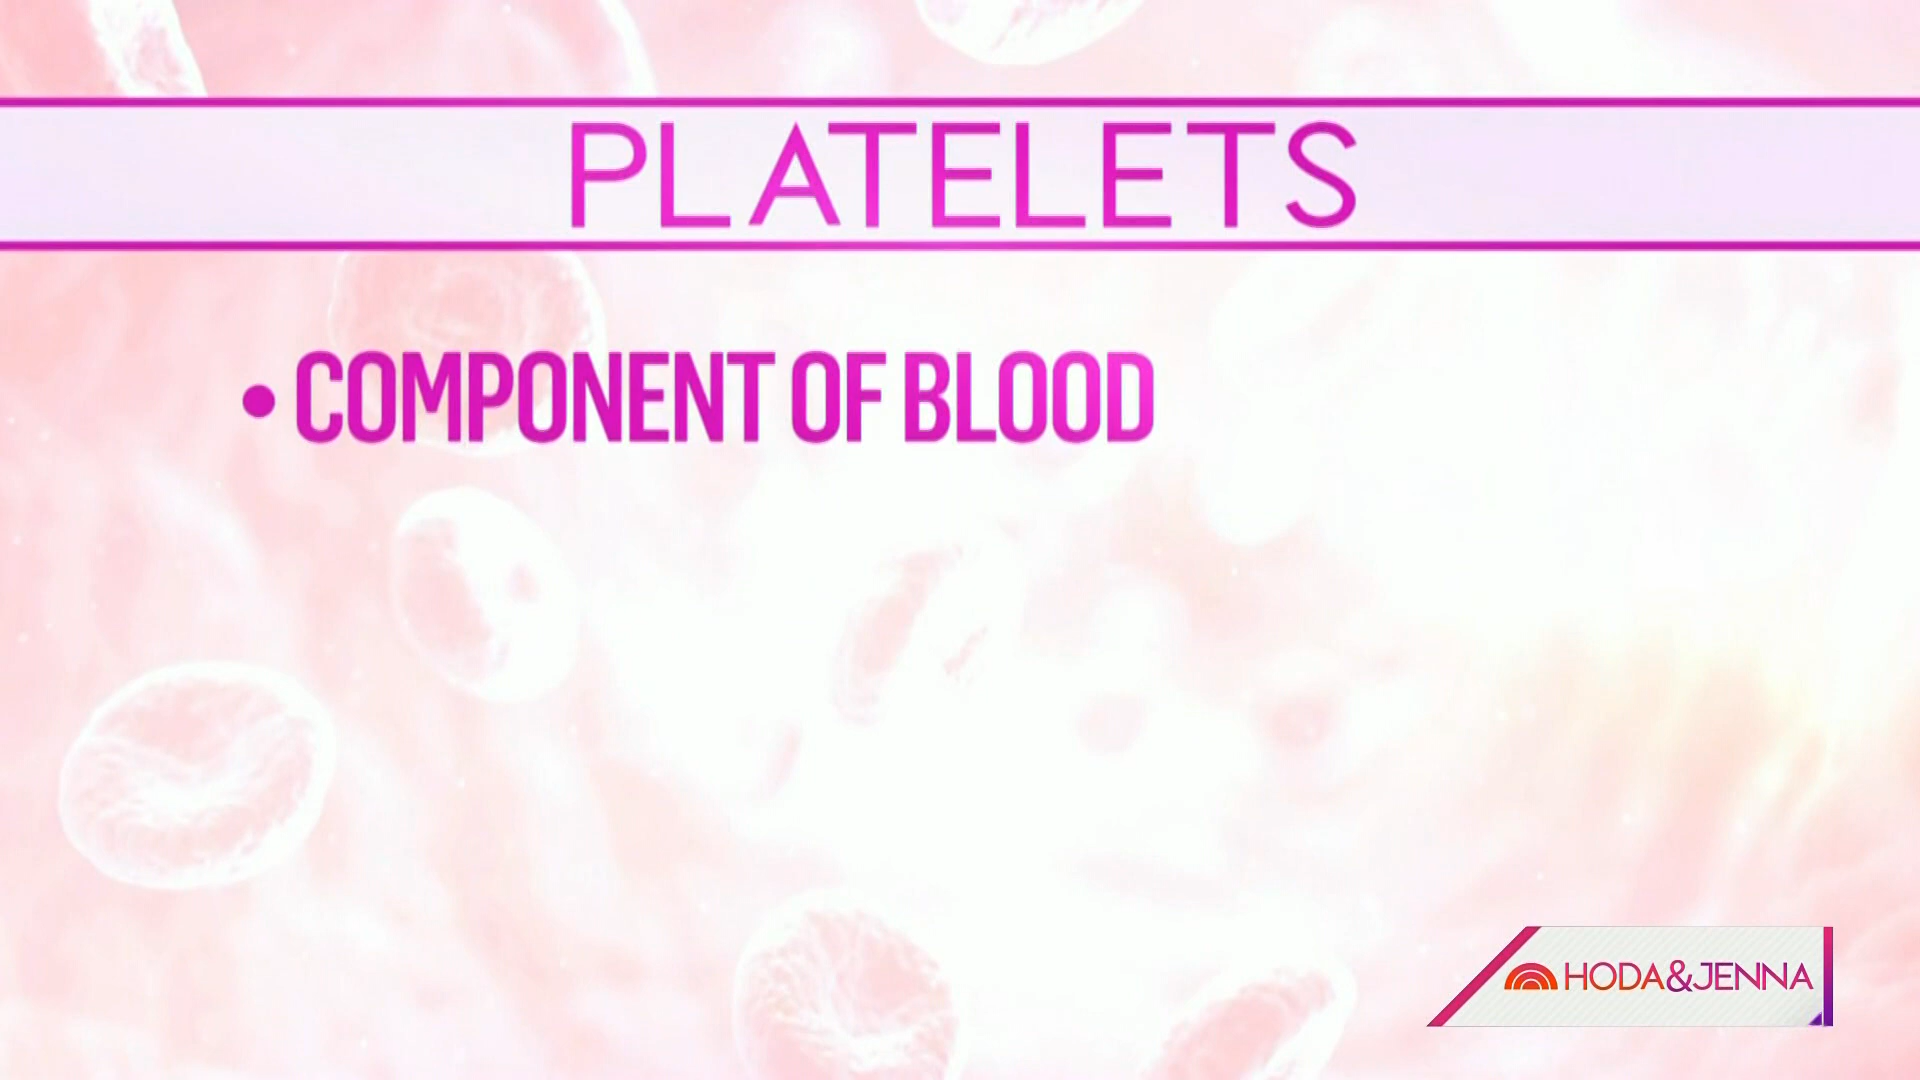 PLATELETS
• COMPONENT OF BLOOD
HODA&JENNA